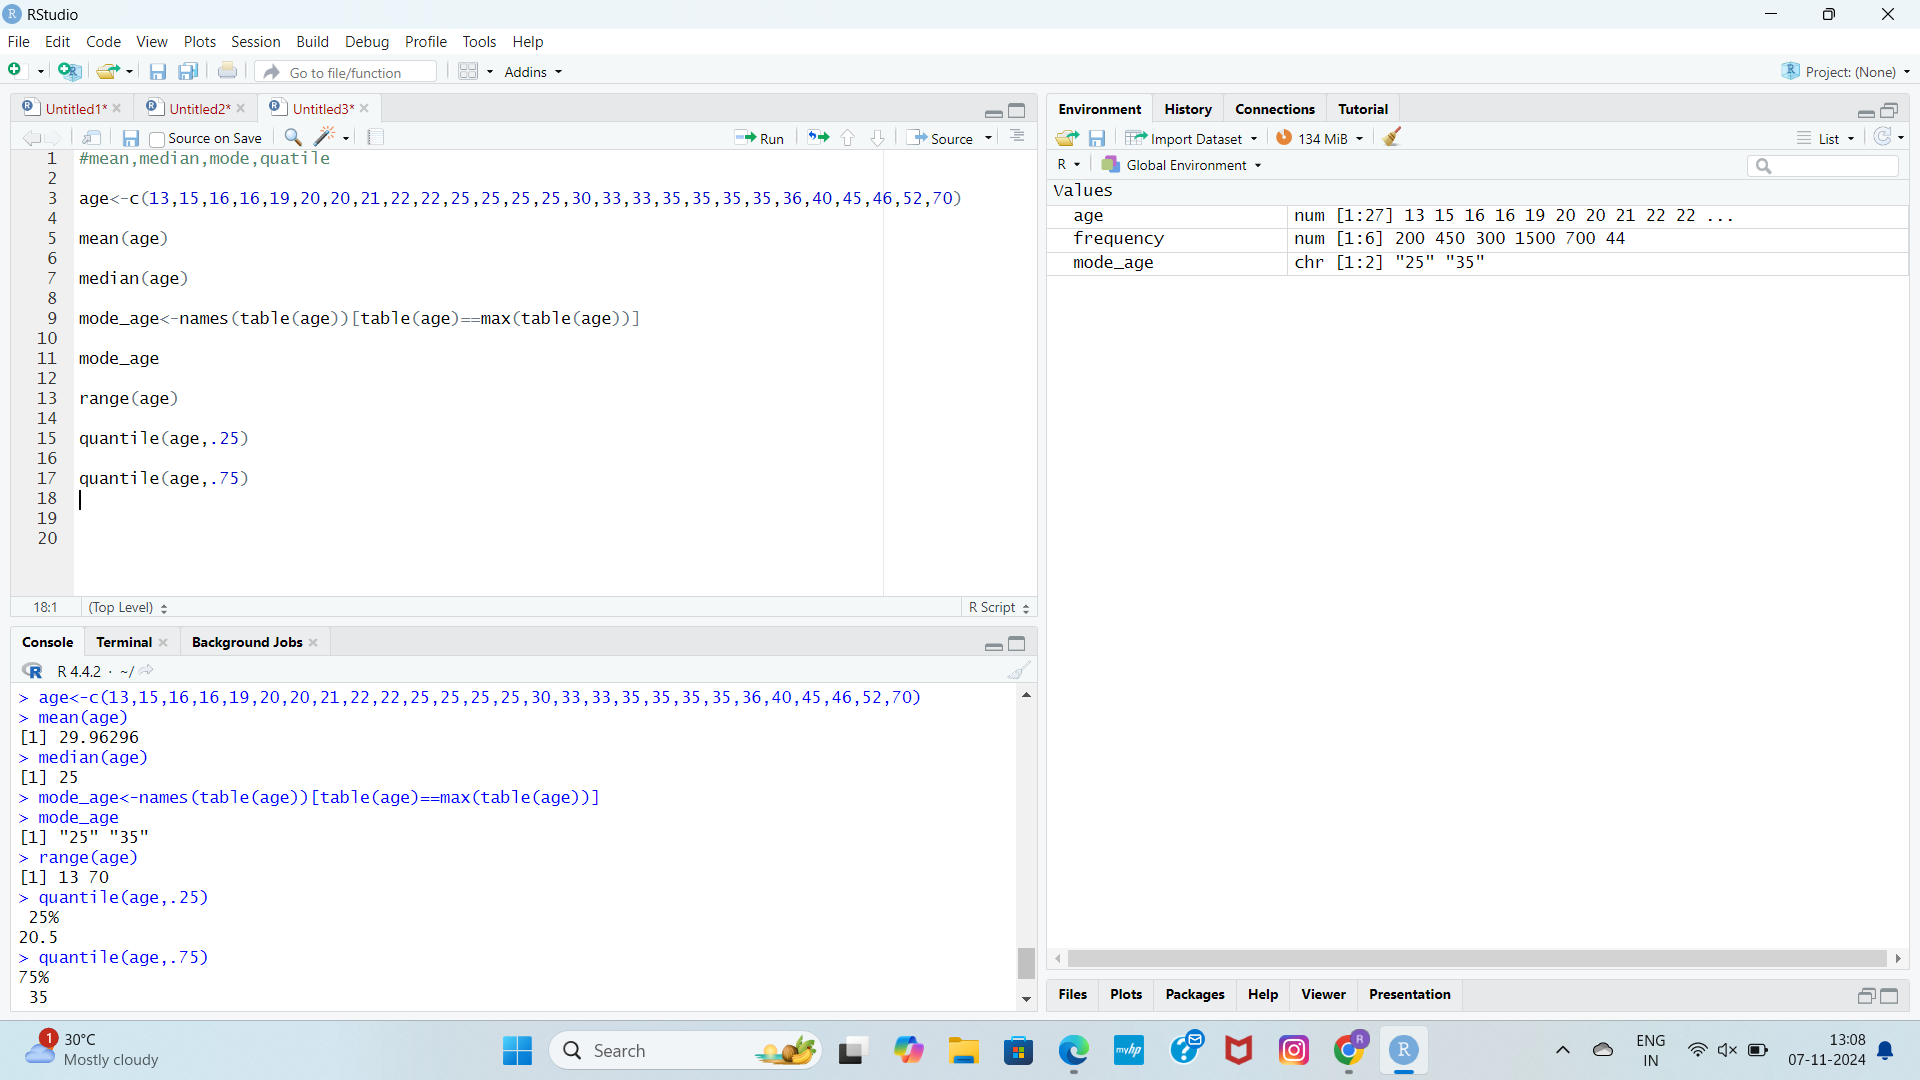 RStudio
File Edit Code View Plots Session Build Debug Profile Tools Help
Go to file/function Addins Project: (None)
Untitled1* Untitled2* Untitled3*
Source on Save Run Source
1 #mean,median,mode,quatile
2
3 age<-c(13,15,16,16,19,20,20,21,22,22,25,25,25,25,30,33,33,35,35,35,35,36,40,45,46,52,70)
4
5 mean(age)
6
7 median(age)
8
9 mode_age<-names(table(age))[table(age)==max(table(age))]
10
11 mode_age
12
13 range(age)
14
15 quantile(age,.25)
16
17 quantile(age,.75)
18
19
20
18:1 (Top Level) R Script
Console Terminal Background Jobs
R 4.4.2 · ~/
> age<-c(13,15,16,16,19,20,20,21,22,22,25,25,25,25,30,33,33,35,35,35,35,36,40,45,46,52,70)
> mean(age)
[1] 29.96296
> median(age)
[1] 25
> mode_age<-names(table(age))[table(age)==max(table(age))]
> mode_age
[1] "25" "35"
> range(age)
[1] 13 70
> quantile(age,.25)
25%
20.5
> quantile(age,.75)
75%
35
Environment History Connections Tutorial
Import Dataset 134 MiB List
R Global Environment
Values
age num [1:27] 13 15 16 16 19 20 20 21 22 22 ...
frequency num [1:6] 200 450 300 1500 700 44
mode_age chr [1:2] "25" "35"
Files Plots Packages Help Viewer Presentation
1 30°C
Mostly cloudy
Search
myhp
R
R
ENG
IN
13:08
07-11-2024